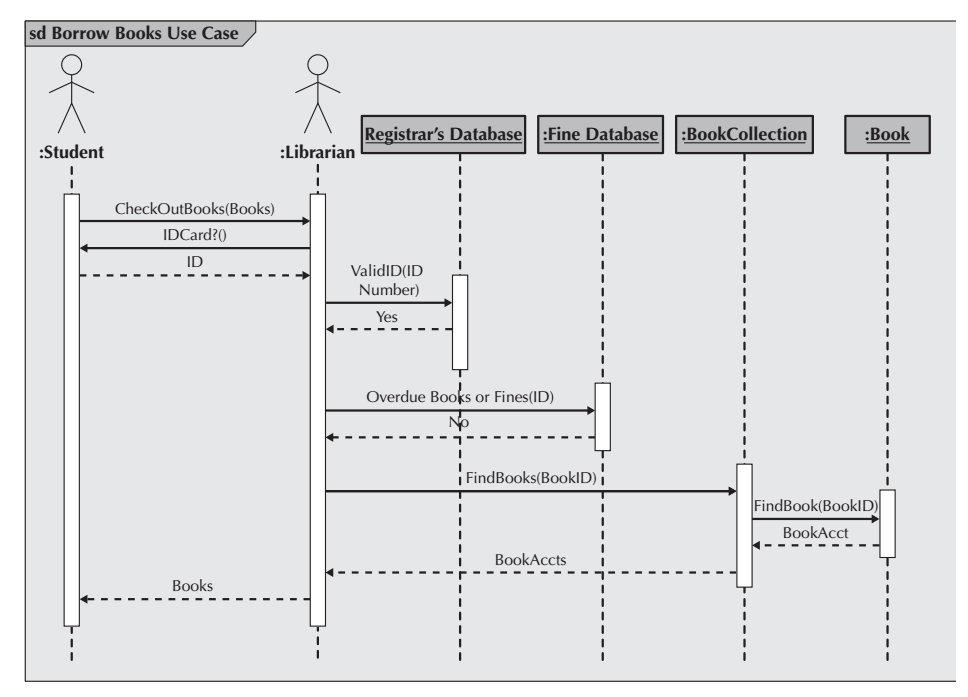 sd Borrow Books Use Case
:Student
:Librarian
Registrar's Database
:Fine Database
:BookCollection
:Book
CheckOutBooks(Books)
IDCard?()
ID
ValidID(ID
Number)
Yes
Overdue Books or Fines(ID)
No
FindBooks(BookID)
FindBook(BookID)
BookAcct
BookAccts
Books